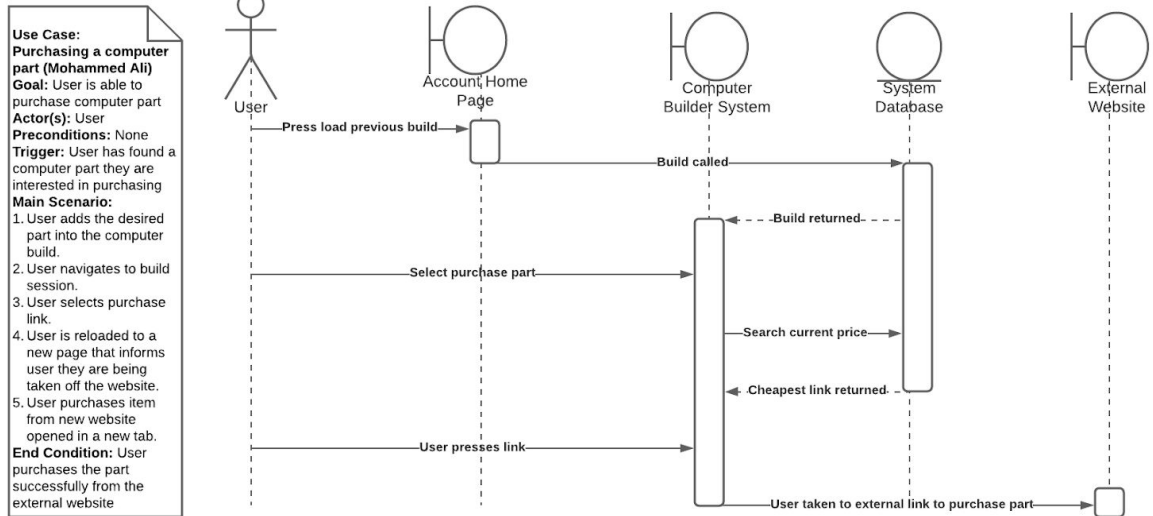 Use Case:
Purchasing a computer
part (Mohammed Ali)
Goal: User is able to
purchase computer part
Actor(s): User
Preconditions: None
Trigger: User has found a
computer part they are
interested in purchasing
Main Scenario:
1. User adds the desired
part into the computer
build.
2. User navigates to build
session.
3. User selects purchase
link.
4. User is reloaded to a
new page that informs
user they are being
taken off the website.
5. User purchases item
from new website
opened in a new tab.
End Condition: User
purchases the part
successfully from the
external website
User
Account Home
Page
Computer
Builder System
System
Database
External
Website
Press load previous build
Build called
Build returned
Select purchase part
Search current price
Cheapest link returned
User presses link
User taken to external link to purchase part